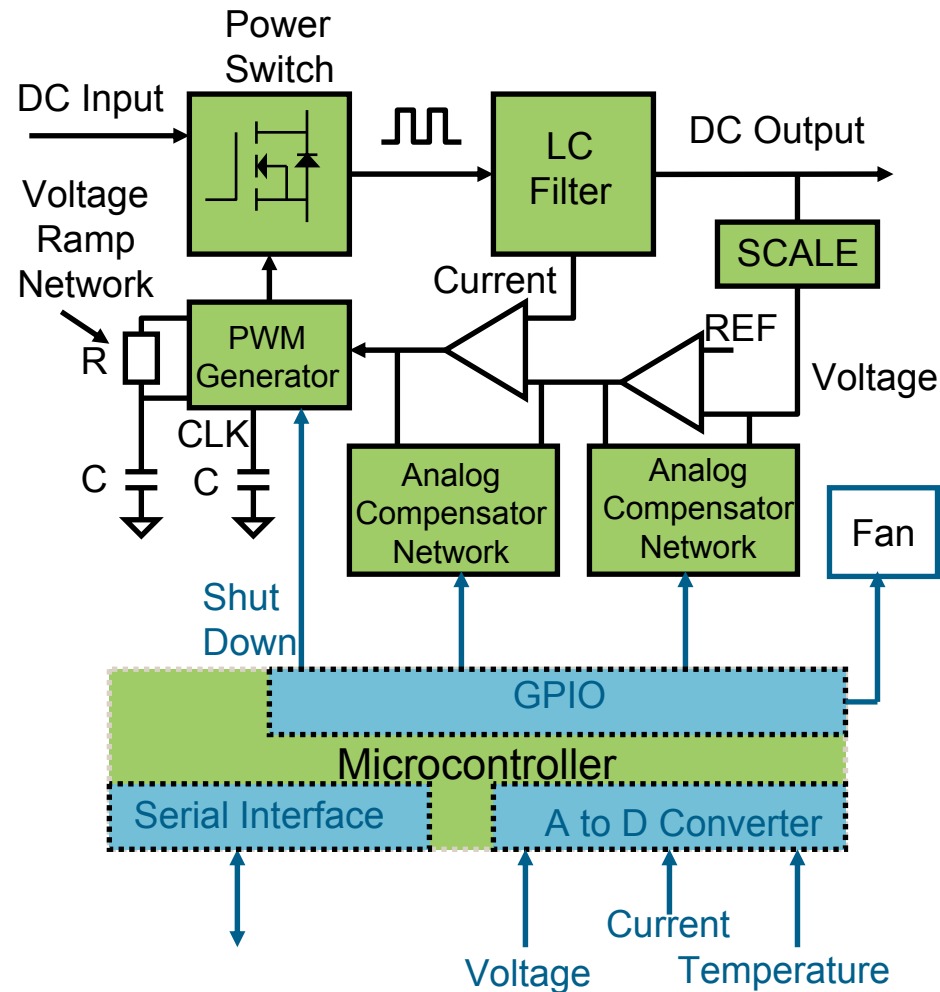 Power
Switch
DC Input
DC Output
LC
Filter
Voltage
Ramp
Network
SCALE
Current
REF
R
PWM
Generator
Voltage
CLK
C
C
Analog
Compensator
Network
Analog
Compensator
Network
Fan
Shut
Down
GPIO
Microcontroller
Serial Interface
A to D Converter
Current
Voltage
Temperature